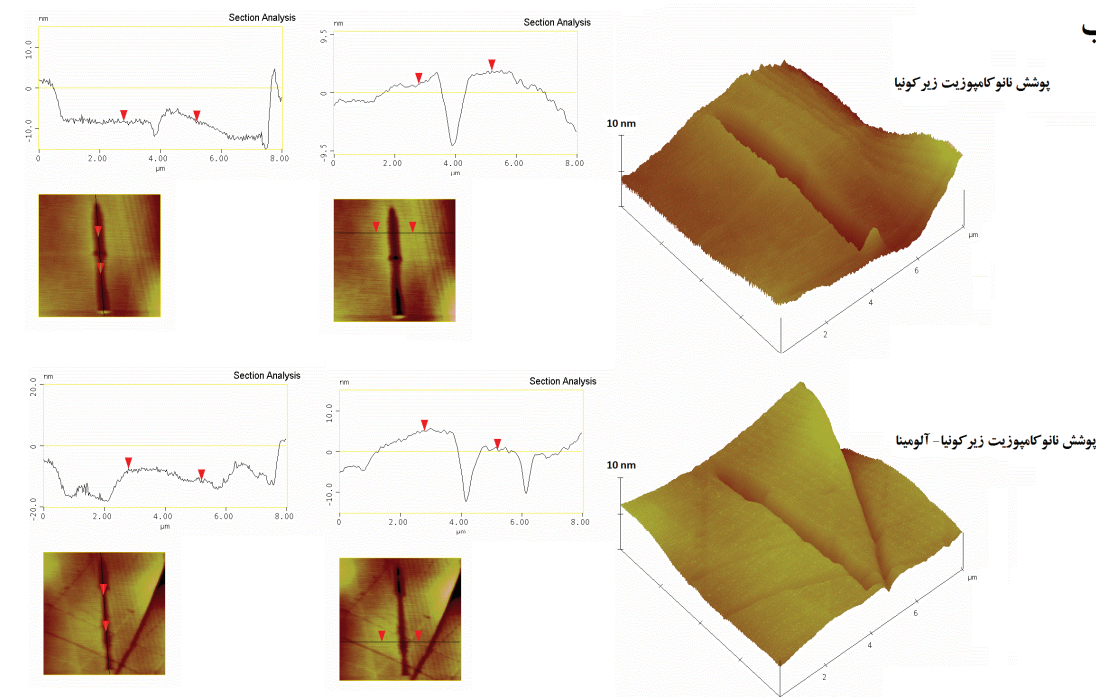 ب
Section Analysis
nm
10.0
0
-10.0
0 2.00 4.00 6.00 8.00
µm
Section Analysis
nm
9.5
0
-9.5
0 2.00 4.00 6.00 8.00
µm
پوشش نانو کامپوزیت زیرکونیا
10 nm
2
4
6
µm
Section Analysis
nm
20.0
0
-20.0
0 2.00 4.00 6.00 8.00
µm
Section Analysis
nm
10.0
0
-10.0
0 2.00 4.00 6.00 8.00
µm
پوشش نانو کامپوزیت زیرکونیا - آلومینا
10 nm
2
4
6
µm